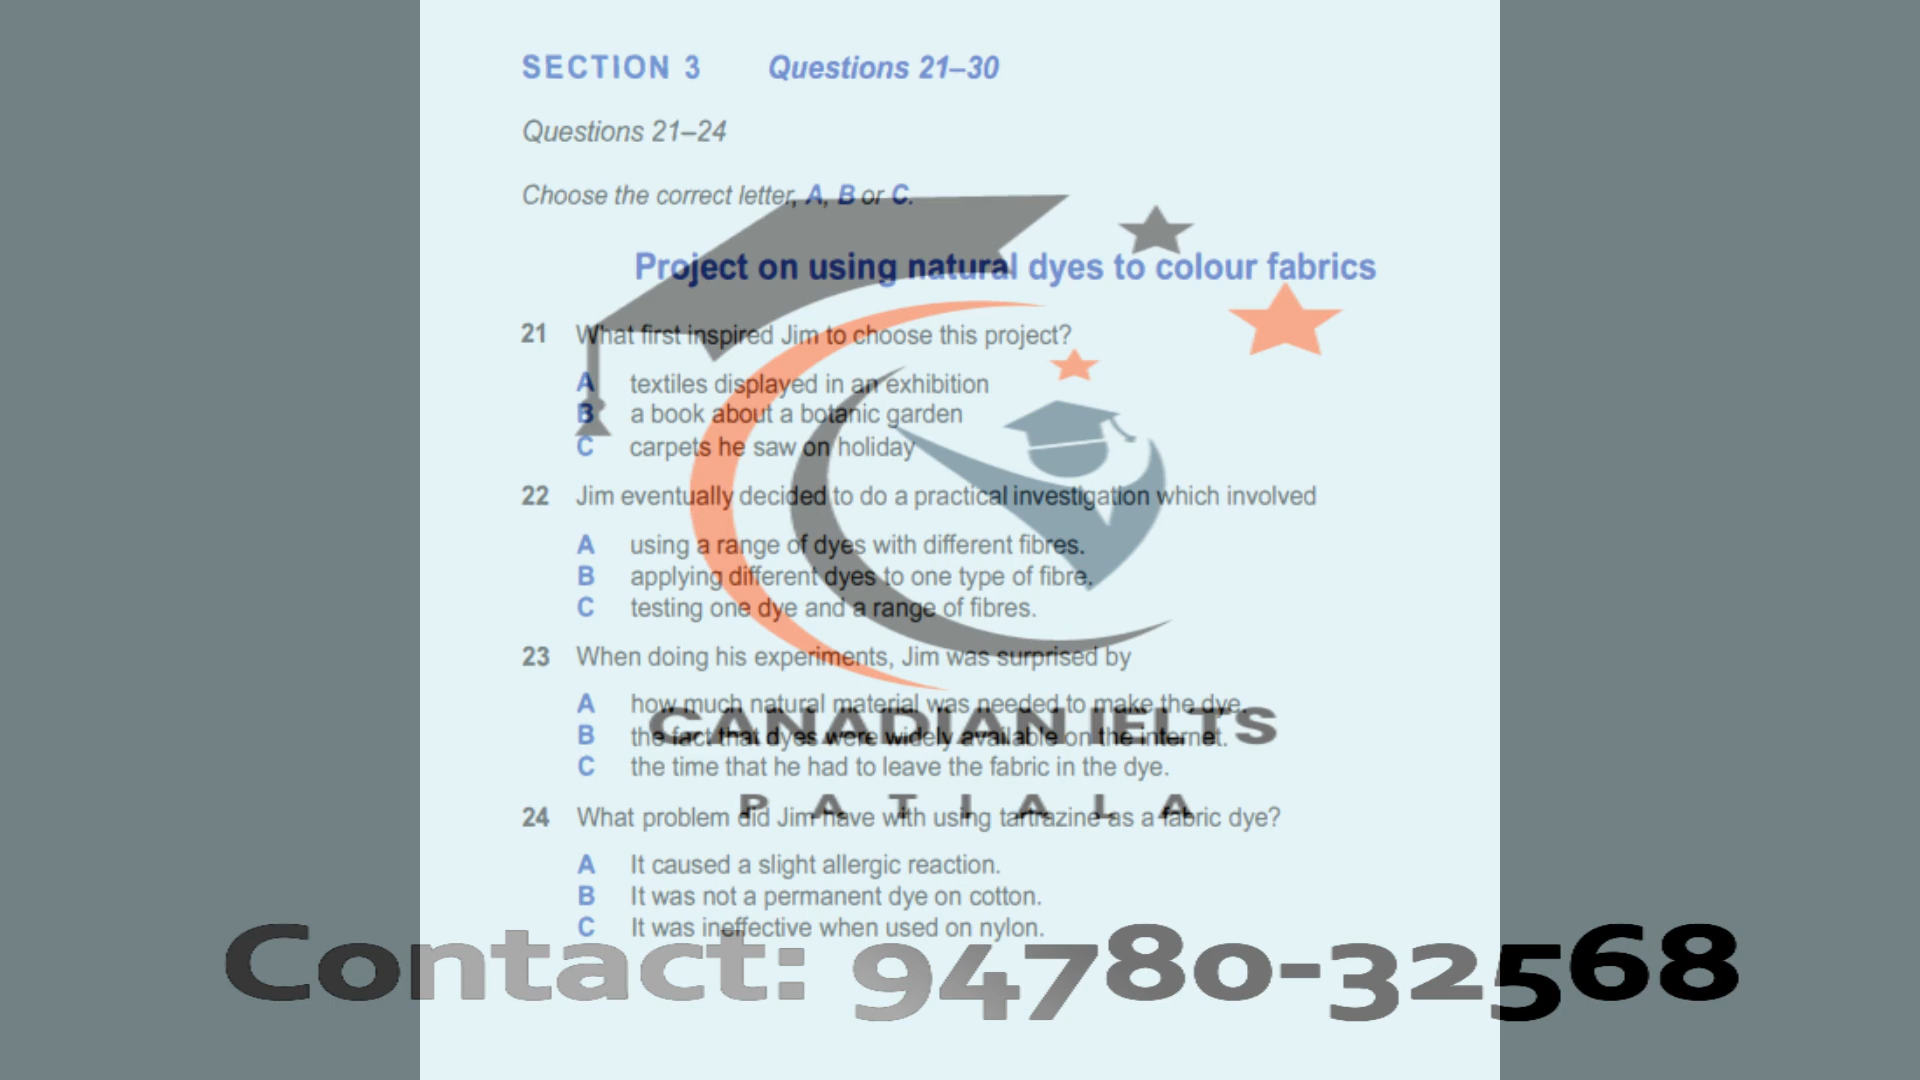 SECTION 3 Questions 21–30
Questions 21–24
Choose the correct letter, A, B or C.
Project on using natural dyes to colour fabrics
21 What first inspired Jim to choose this project?
A textiles displayed in an exhibition
B a book about a botanic garden
C carpets he saw on holiday
22 Jim eventually decided to do a practical investigation which involved
A using a range of dyes with different fibres.
B applying different dyes to one type of fibre.
C testing one dye and a range of fibres.
23 When doing his experiments, Jim was surprised by
A how much natural material was needed to make the dye.
CANADIAN IELTS
B the fact that dyes were widely available on the internet.
C the time that he had to leave the fabric in the dye.
PATIALA
24 What problem did Jim have with using tartrazine as a fabric dye?
A It caused a slight allergic reaction.
B It was not a permanent dye on cotton.
C It was ineffective when used on nylon.
Contact: 94780-32568